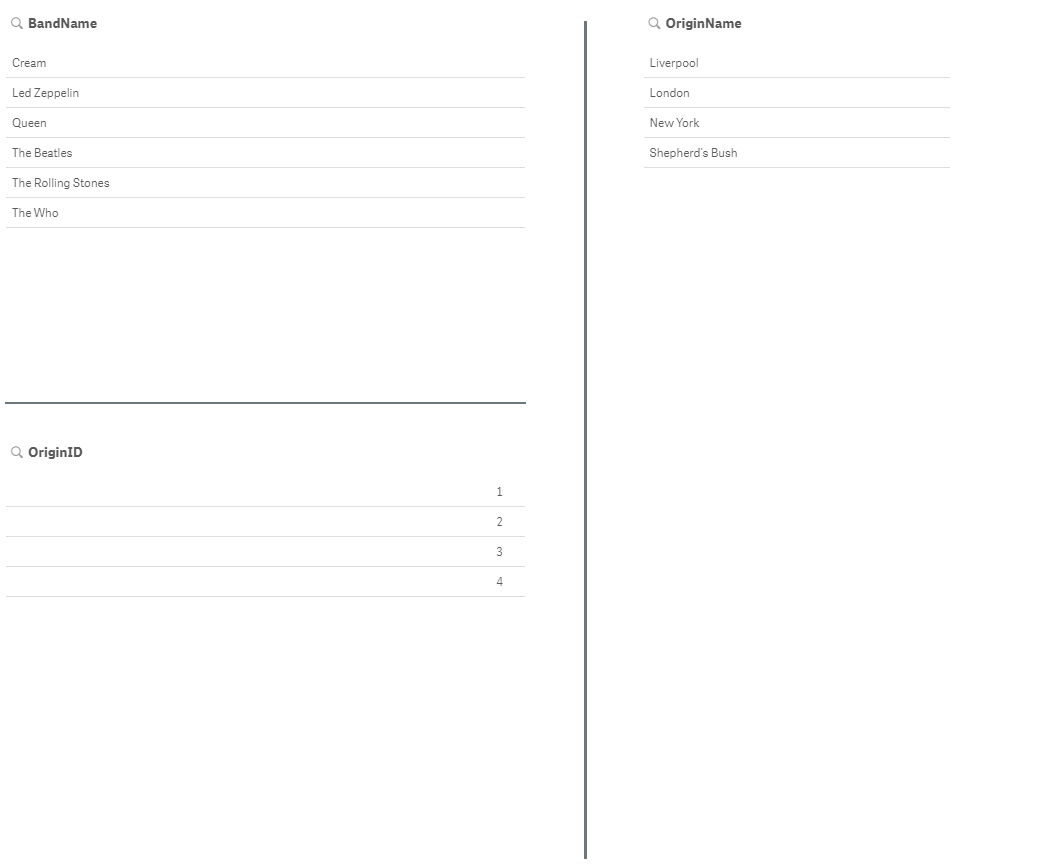 BandName
Cream
Led Zeppelin
Queen
The Beatles
The Rolling Stones
The Who
OriginID
1
2
3
4
OriginName
Liverpool
London
New York
Shepherd's Bush